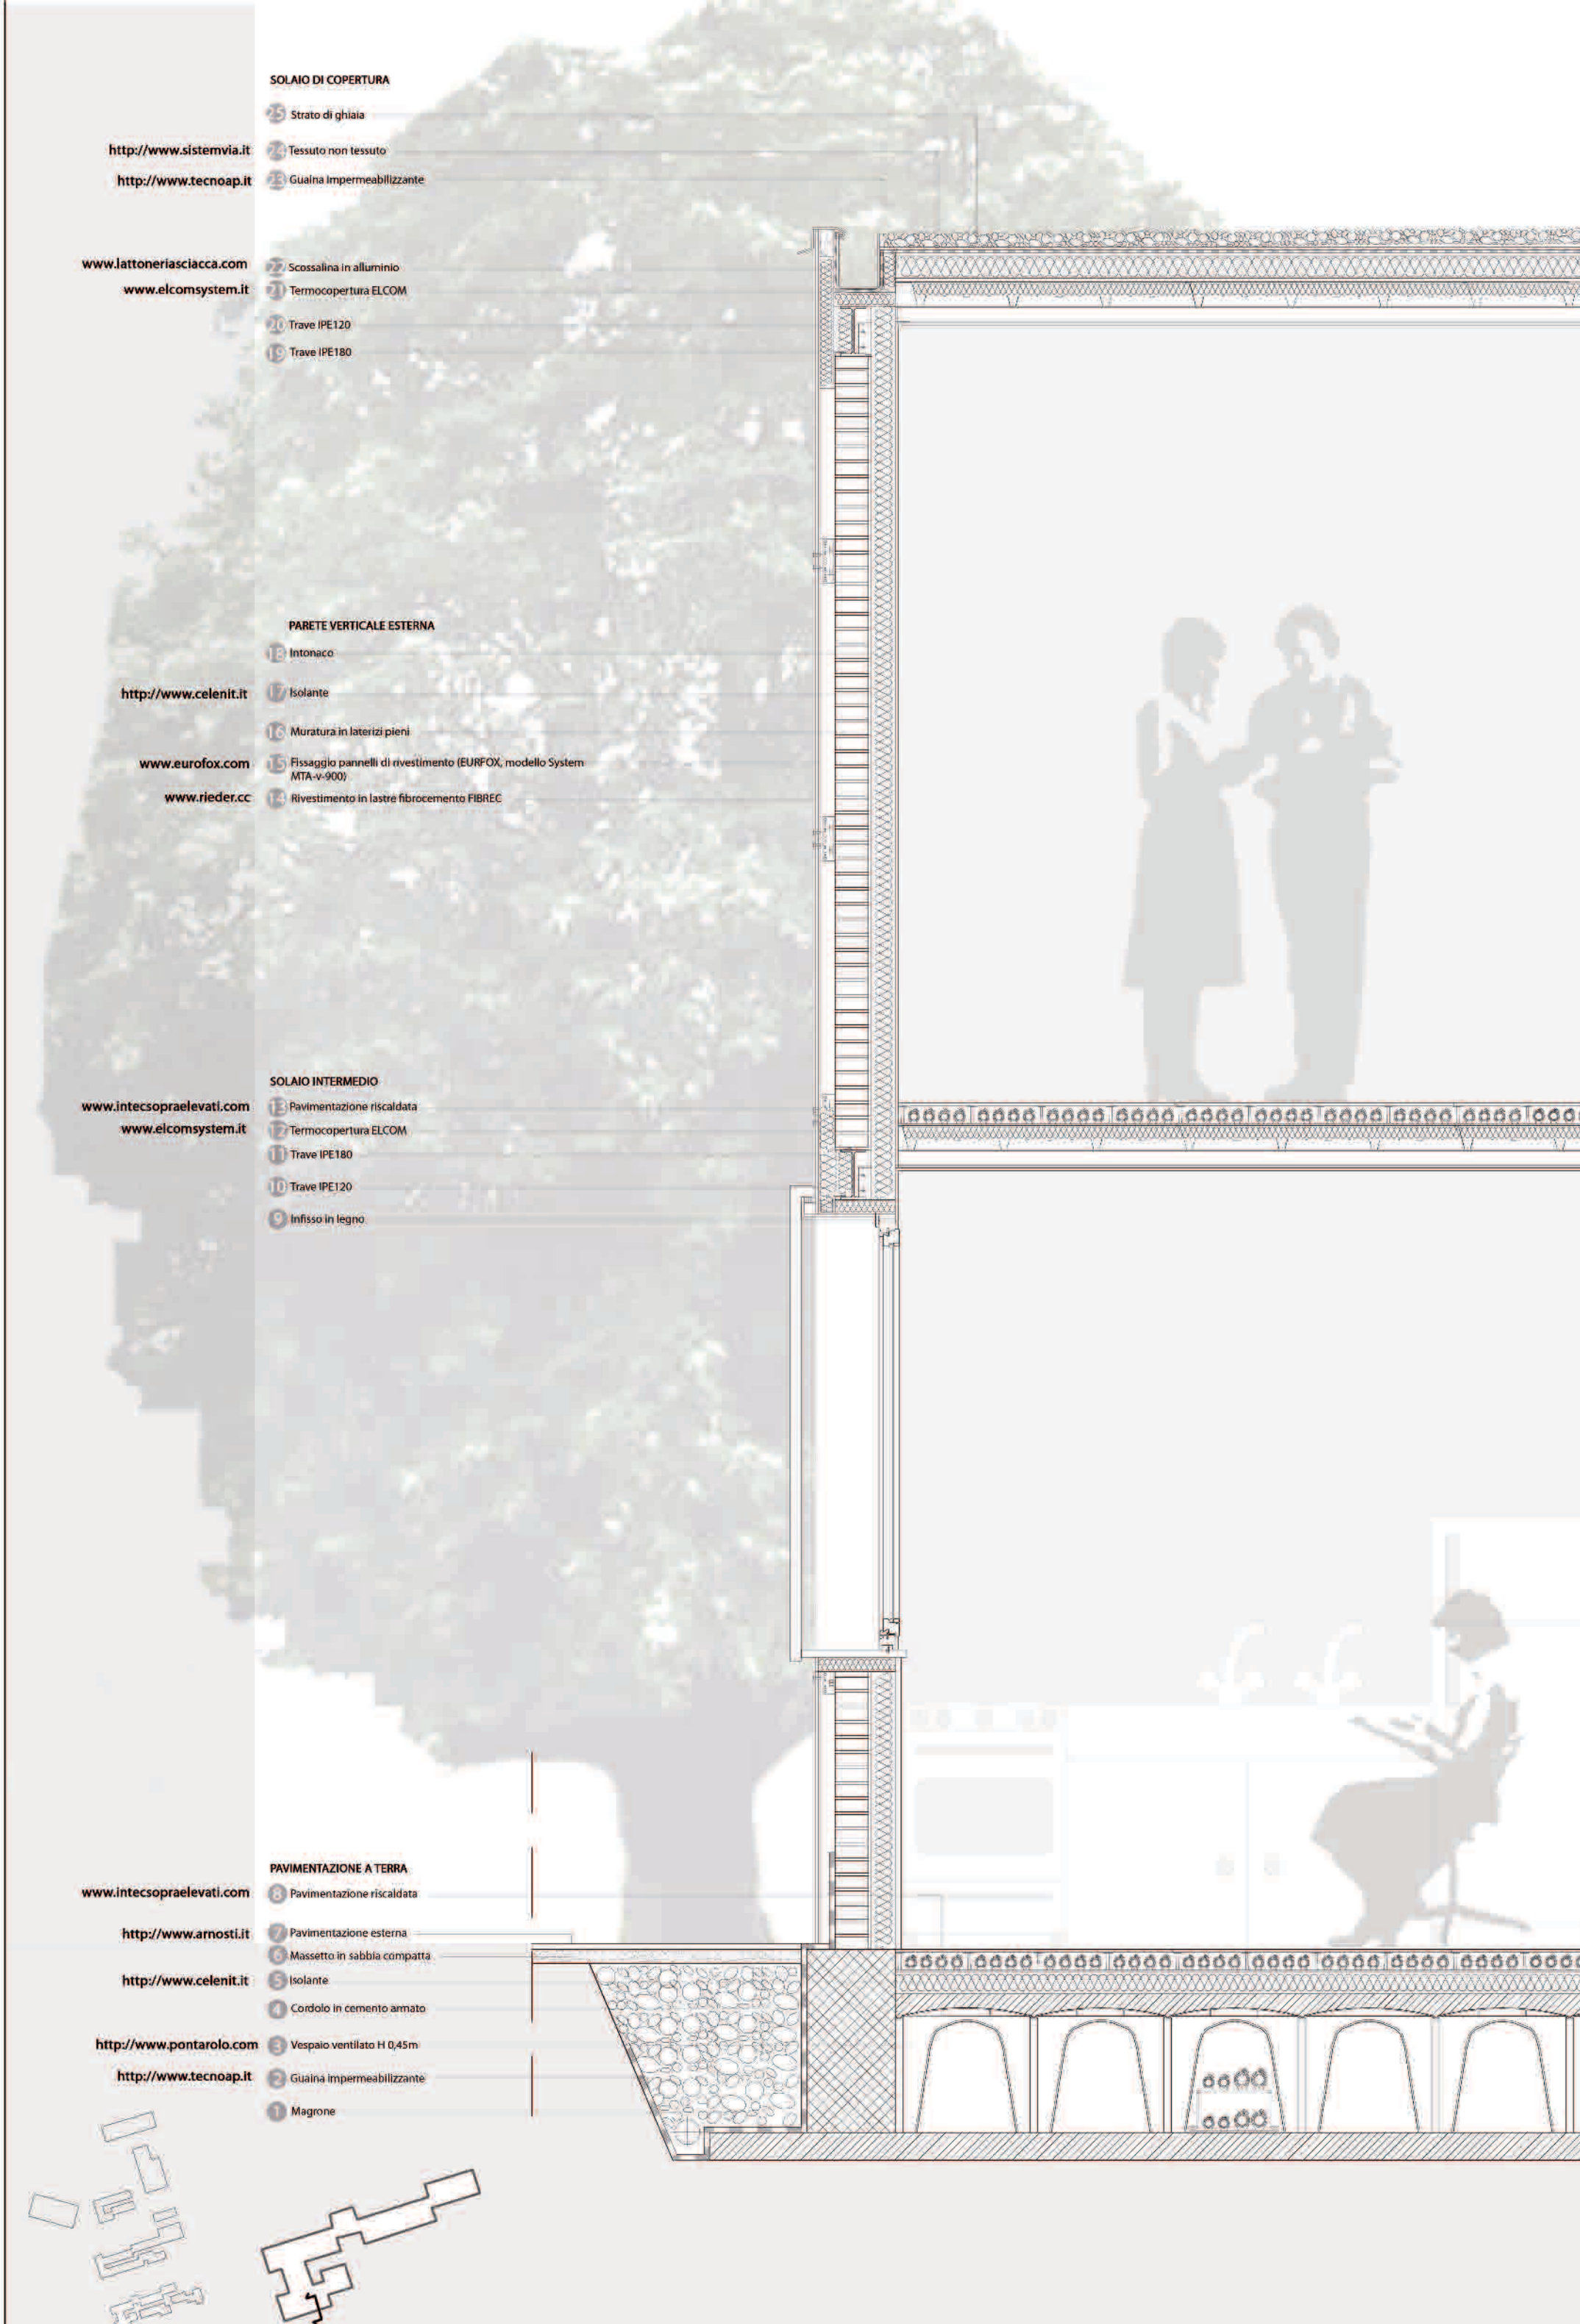 SOLAIO DI COPERTURA
25 Strato di ghiaia
http://www.sistemvia.it 24 Tessuto non tessuto
http://www.tecnoap.it 23 Guaina impermeabilizzante
www.lattoneriasciacca.com 22 Scossalina in alluminio
www.elcomsystem.it 21 Termocopertura ELCOM
20 Trave IPE120
19 Trave IPE180
PARETE VERTICALE ESTERNA
18 Intonaco
http://www.celenit.it 17 Isolante
16 Muratura in laterizi pieni
www.eurofox.com 15 Fissaggio pannelli di rivestimento (EURFOX, modello System
MTA-v-900)
www.rieder.cc 14 Rivestimento in lastre fibrocemento FIBREC
SOLAIO INTERMEDIO
www.intecsopraelevati.com 13 Pavimentazione riscaldata
www.elcomsystem.it 12 Termocopertura ELCOM
11 Trave IPE180
10 Trave IPE120
9 Infisso in legno
PAVIMENTAZIONE A TERRA
www.intecsopraelevati.com 8 Pavimentazione riscaldata
http://www.arnosti.it 7 Pavimentazione esterna
6 Massetto in sabbia compatta
http://www.celenit.it 5 Isolante
4 Cordolo in cemento armato
http://www.pontarolo.com 3 Vespaio ventilato H 0,45m
http://www.tecnoap.it 2 Guaina impermeabilizzante
1 Magrone